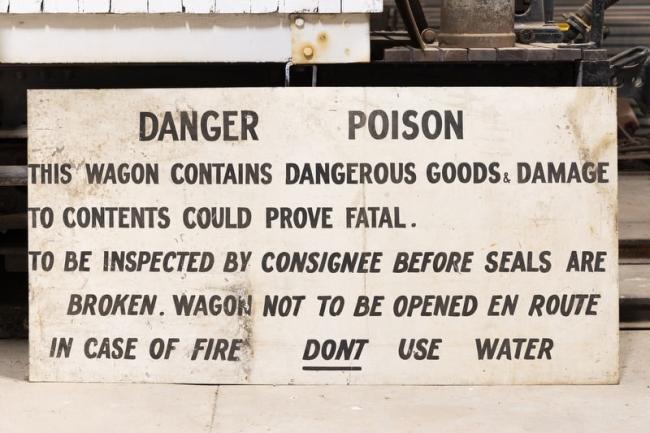 DANGER POISON
THIS WAGON CONTAINS DANGEROUS GOODS & DAMAGE
TO CONTENTS COULD PROVE FATAL.
TO BE INSPECTED BY CONSIGNEE BEFORE SEALS ARE
BROKEN. WAGON NOT TO BE OPENED EN ROUTE
IN CASE OF FIRE DONT USE WATER